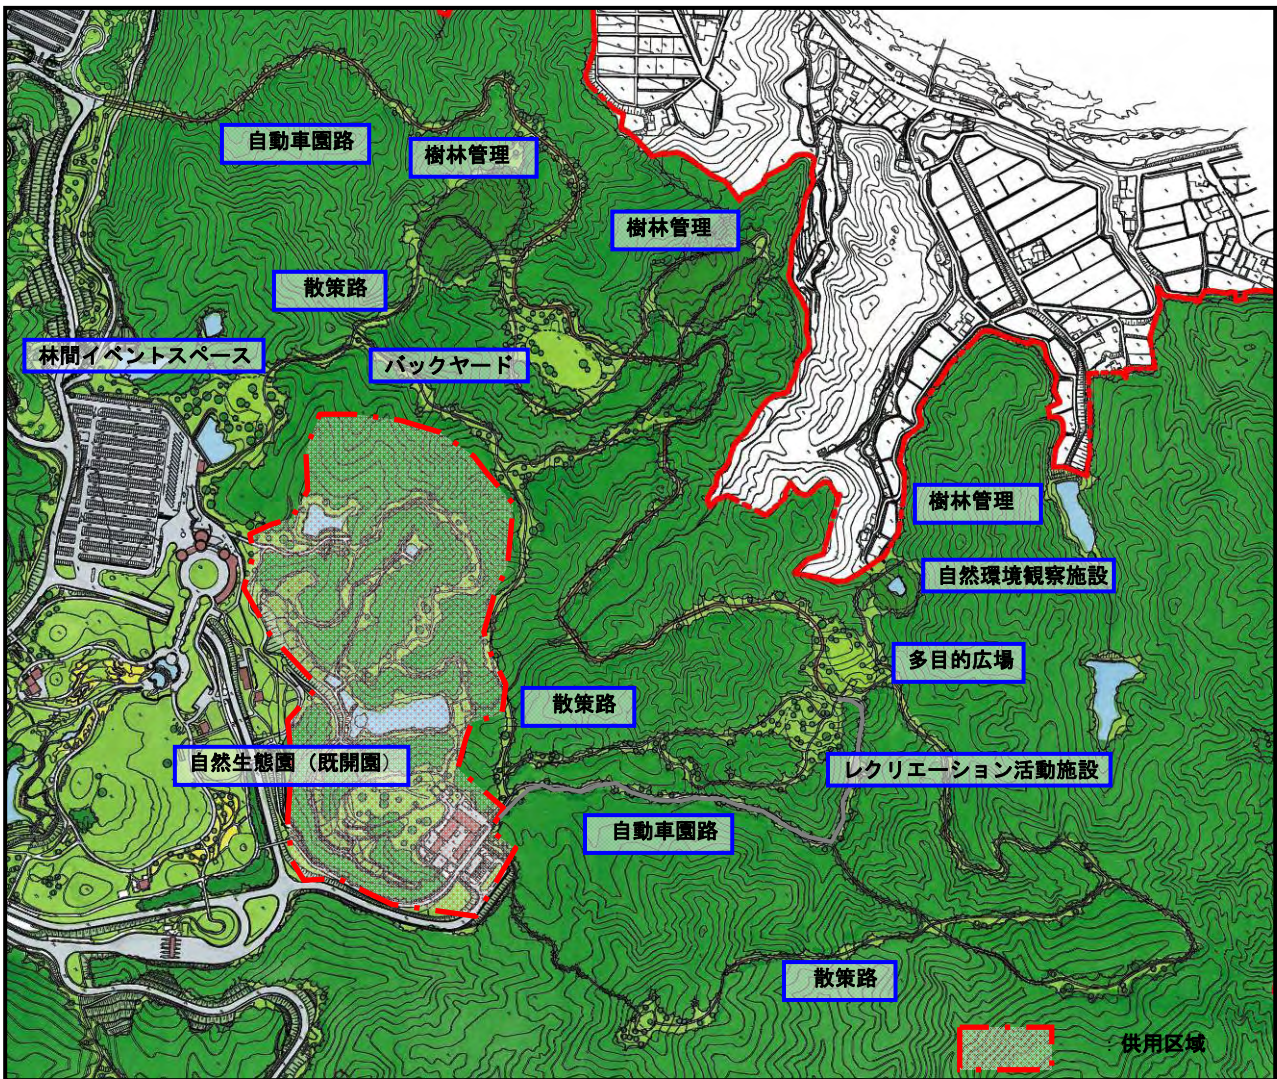 自動車園路
樹林管理
樹林管理
散策路
林間イベントスペース
バックヤード
樹林管理
自然環境観察施設
多目的広場
散策路
自然生態園（既開園）
レクリエーション活動施設
自動車園路
散策路
供用区域